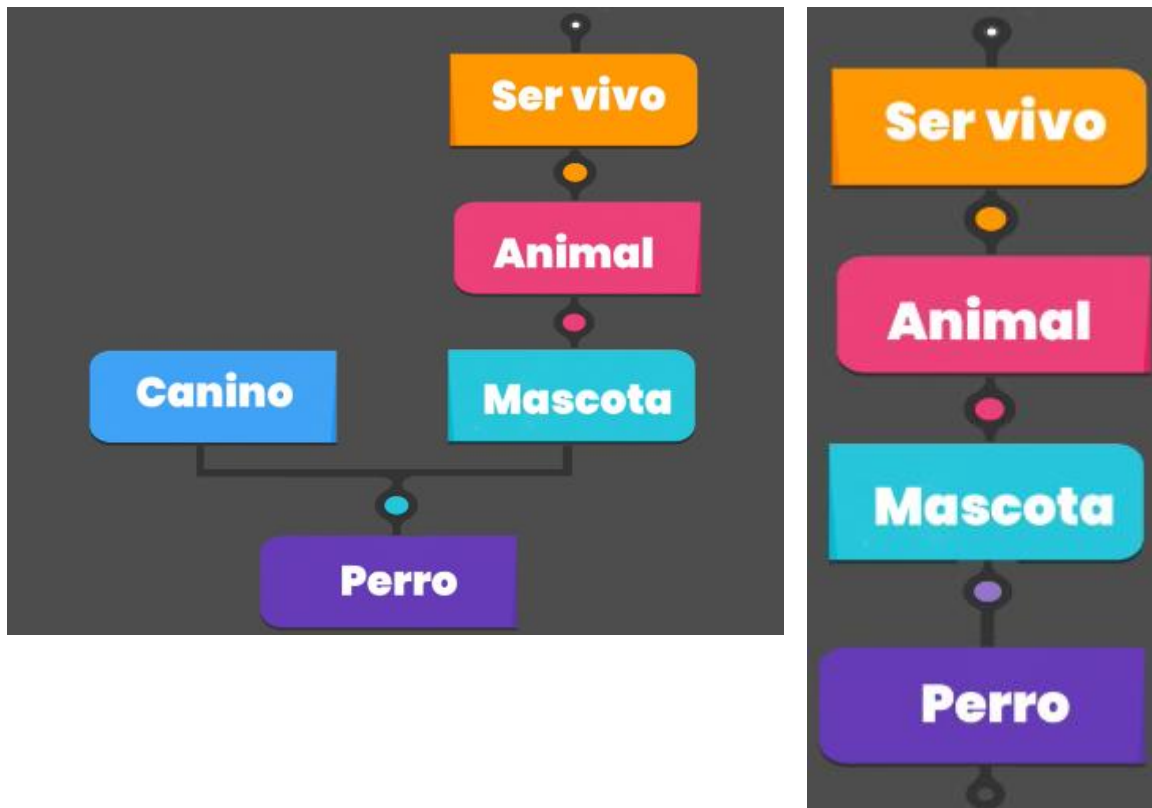 Ser vivo
Animal
Canino
Mascota
Perro
Ser vivo
Animal
Mascota
Perro